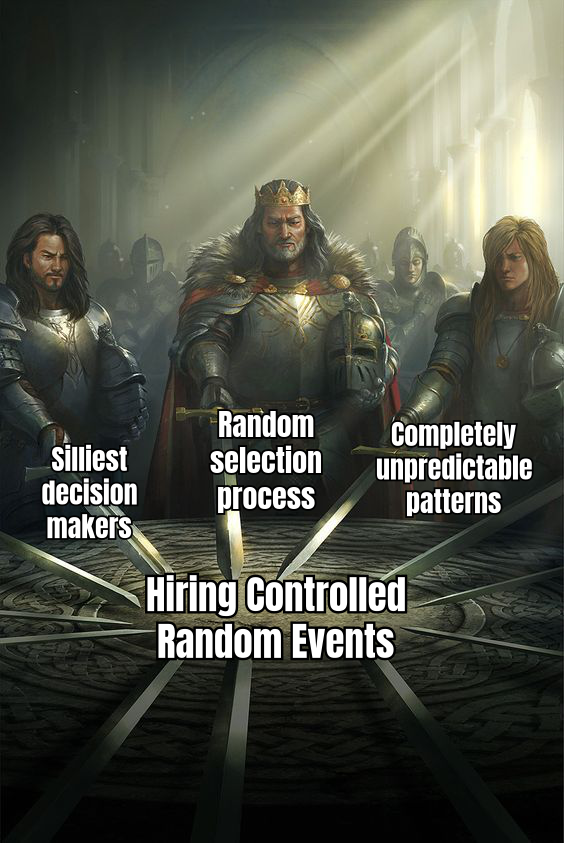 Silliest
decision
makers
Random
selection
process
Completely
unpredictable
patterns
Hiring Controlled
Random Events